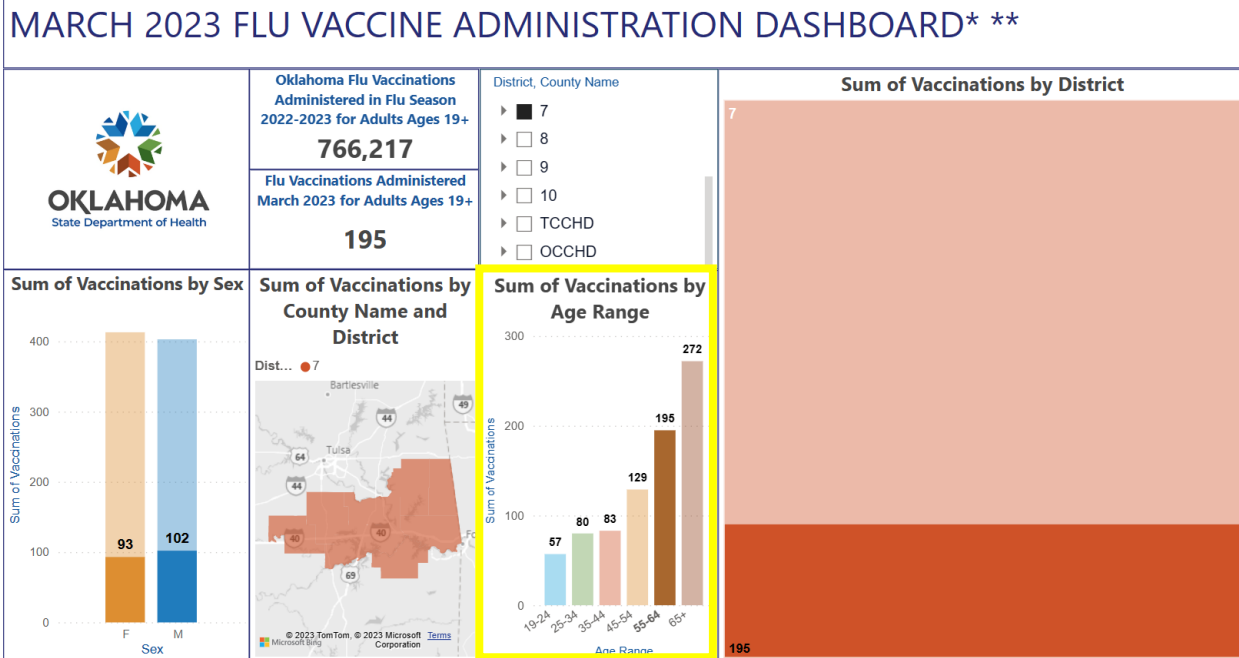 MARCH 2023 FLU VACCINE ADMINISTRATION DASHBOARD* **
OKLAHOMA
State Department of Health
Oklahoma Flu Vaccinations
Administered in Flu Season
2022-2023 for Adults Ages 19+
766,217
Flu Vaccinations Administered
March 2023 for Adults Ages 19+
195
District, County Name
7
8
9
10
TCCHD
OCCHD
Sum of Vaccinations by District
7
195
Sum of Vaccinations by Sex
Sum of Vaccinations
400
300
200
100
0
93
102
F
M
Sex
Sum of Vaccinations by
County Name and
District
Dist... 7
Bartlesville
49
44
64
Tulsa
44
40
40
69
© 2023 TomTom, © 2023 Microsoft Terms
Microsoft Bing
Corporation
Sum of Vaccinations by
Age Range
Sum of Vaccinations
300
200
100
0
57
80
83
129
195
272
19-24
25-34
35-44
45-54
55-64
65+
Age Range